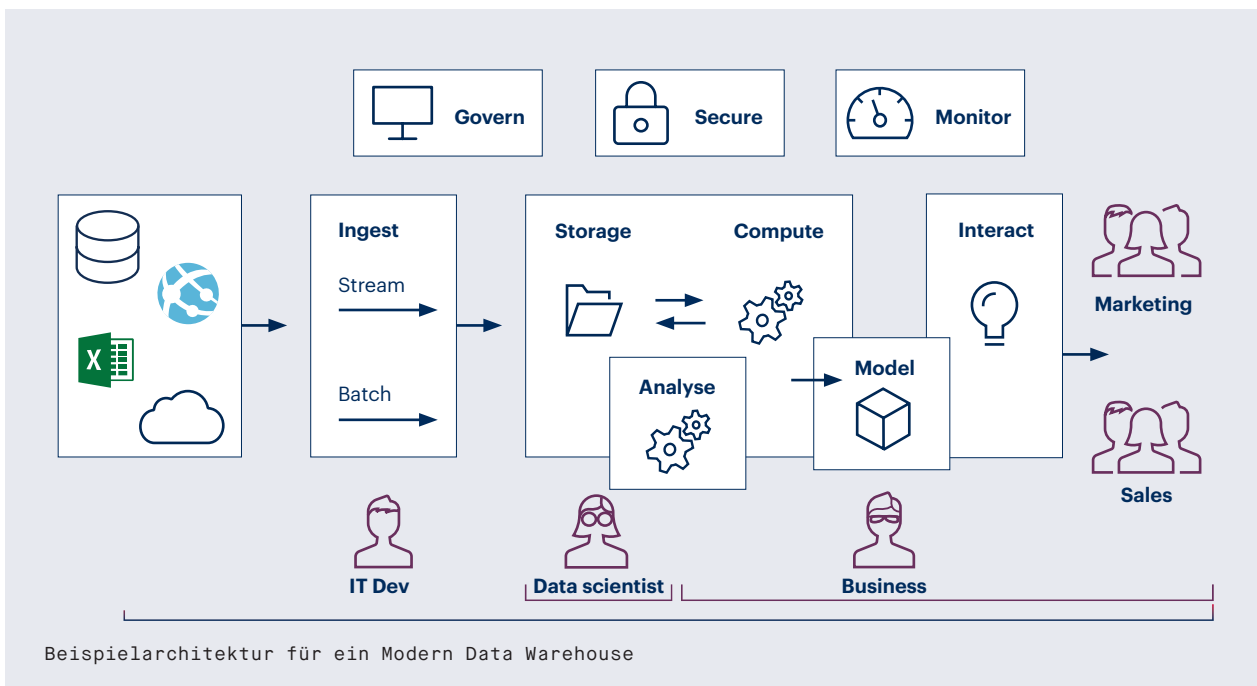 Govern
Secure
Monitor
Ingest
Stream
Batch
X
Storage
Compute
Analyse
Model
Interact
Marketing
Sales
IT Dev
Data scientist
Business
Beispielarchitektur für ein Modern Data Warehouse